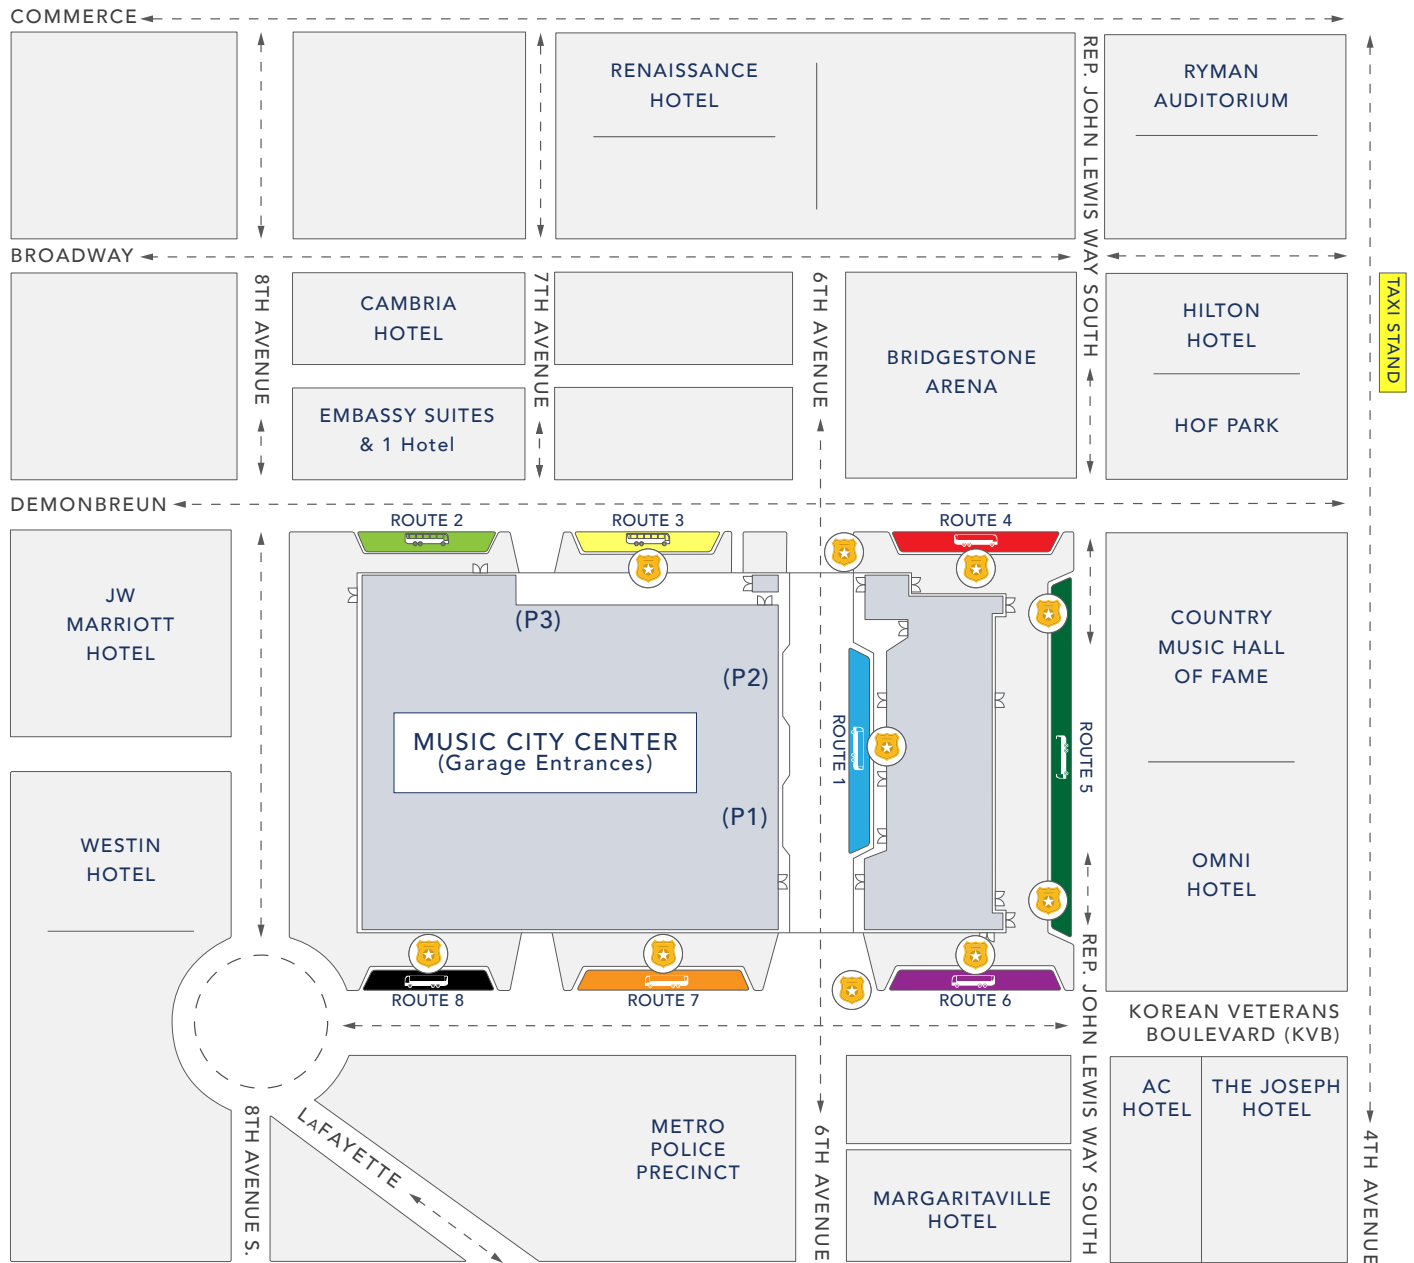 COMMERCE
REP. JOHN LEWIS WAY SOUTH
RENAISSANCE
HOTEL
RYMAN
AUDITORIUM
BROADWAY
8TH AVENUE
CAMBRIA
HOTEL
7TH AVENUE
6TH AVENUE
BRIDGESTONE
ARENA
HILTON
HOTEL
TAXI STAND
EMBASSY SUITES
& 1 Hotel
HOF PARK
DEMONBREUN
ROUTE 2
ROUTE 3
ROUTE 4
JW
MARRIOTT
HOTEL
(P3)
(P2)
COUNTRY
MUSIC HALL
OF FAME
MUSIC CITY CENTER
(Garage Entrances)
ROUTE 1
ROUTE 5
(P1)
WESTIN
HOTEL
OMNI
HOTEL
ROUTE 8
ROUTE 7
ROUTE 6
REP. JOHN LEWIS WAY SOUTH
KOREAN VETERANS
BOULEVARD (KVB)
8TH AVENUE S.
LAFAYETTE
METRO
POLICE
PRECINCT
6TH AVENUE
MARGARITAVILLE
HOTEL
AC
HOTEL
THE JOSEPH
HOTEL
4TH AVENUE